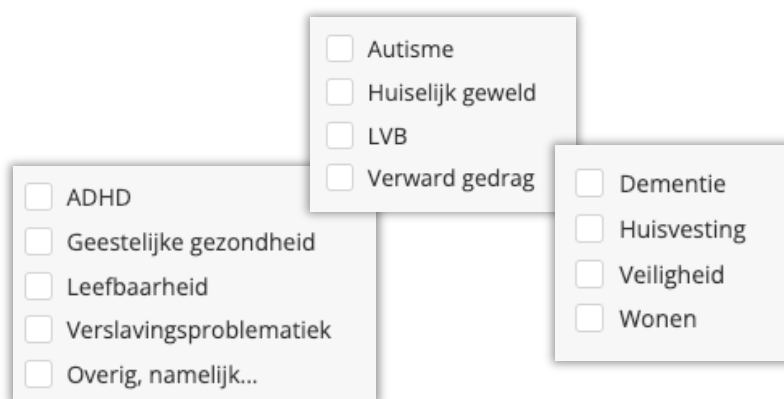 Autisme
Huiselijk geweld
LVB
Verward gedrag
ADHD
Geestelijke gezondheid
Leefbaarheid
Verslavingsproblematiek
Overig, namelijk...
Dementie
Huisvesting
Veiligheid
Wonen